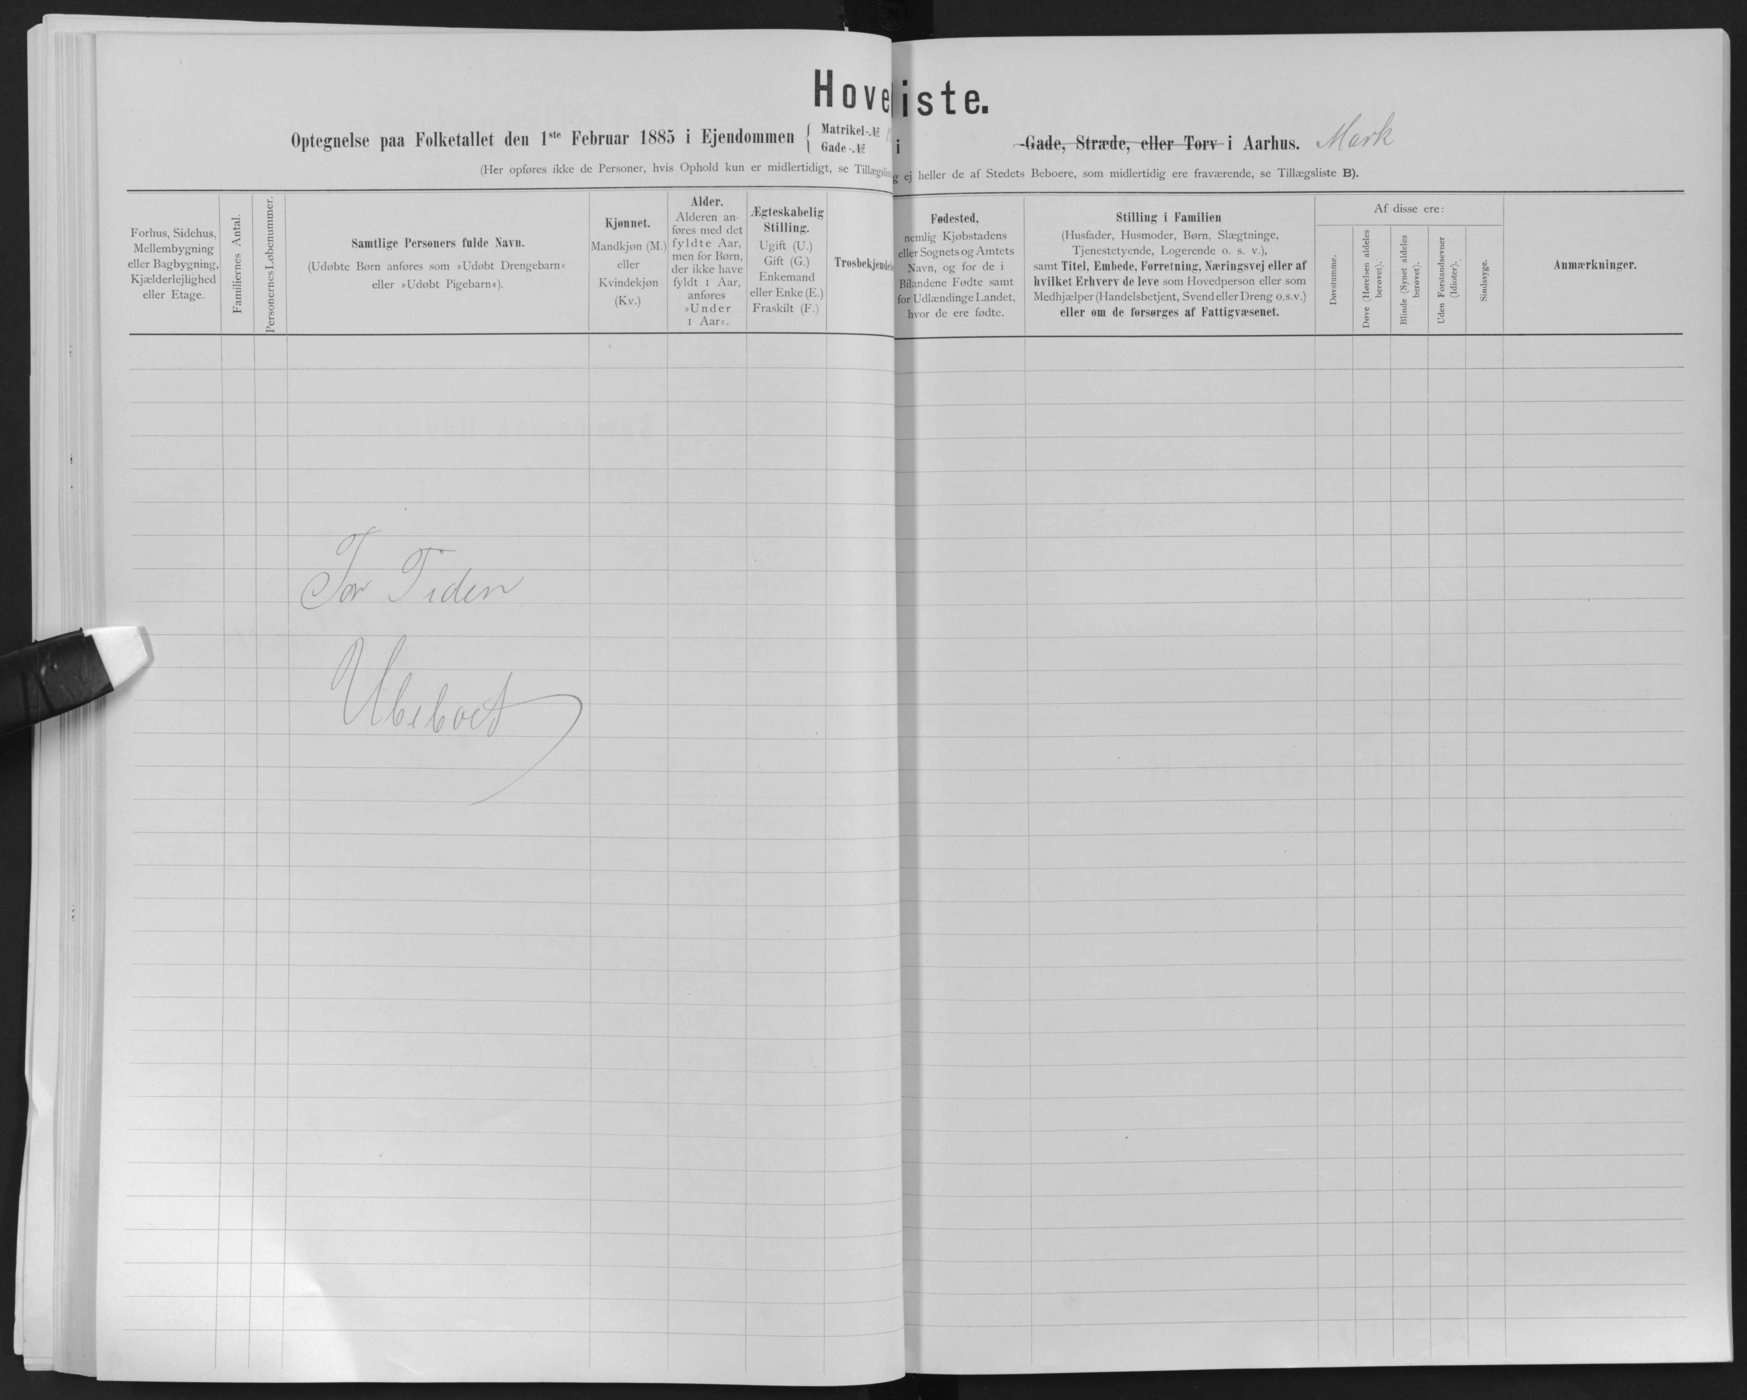 Hove iste.
Optegnelse paa Folketallet den 1ste Februar 1885 i Ejendommen { Matrikel-№ i -Gade, Stræde, eller Torv i Aarhus. Mark
Gade-№
(Her opføres ikke de Personer, hvis Ophold kun er midlertidigt, se Tillægsliste g ej heller de af Stedets Beboere, som midlertidig ere fraværende, se Tillægsliste B).
Forhus, Sidehus,
Mellembygning
eller Bagbygning,
Kjælderlejlighed
eller Etage.
Familiernes Antal.
Personernes Løbenummer.
Samtlige Personers fulde Navn.
(Udøbte Børn anføres som »Udøbt Drengebarn«
eller »Udøbt Pigebarn«).
Kjønnet.
Mandkjøn (M.)
eller
Kvindekjøn
(Kv.)
Alder.
Alderen an-
føres med det
fyldte Aar,
men for Børn,
der ikke have
fyldt 1 Aar,
anføres
»Under
1 Aar«.
Ægteskabelig
Stilling.
Ugift (U.)
Gift (G.)
Enkemand
eller Enke (E.)
Fraskilt (F.)
Trosbekjendels
Fødested,
nemlig Kjøbstadens
eller Sognets og Amtets
Navn, og for de i
Bilandene Fødte samt
for Udlændinge Landet,
hvor de ere fødte.
Stilling i Familien
(Husfader, Husmoder, Børn, Slægtninge,
Tjenestetyende, Logerende o. s. v.),
samt Titel, Embede, Forretning, Næringsvej eller af
hvilket Erhverv de leve som Hovedperson eller som
Medhjælper (Handelsbetjent, Svend eller Dreng o.s.v.)
eller om de forsørges af Fattigvæsenet.
Af disse ere:
Døvstumme.
Døve (Hørelsen aldeles
berøvet).
Blinde (Synet aldeles
berøvet).
Uden Forstandsevner
(Idioter).
Sindssyge.
Anmærkninger.
For Tiden
Ubeboet